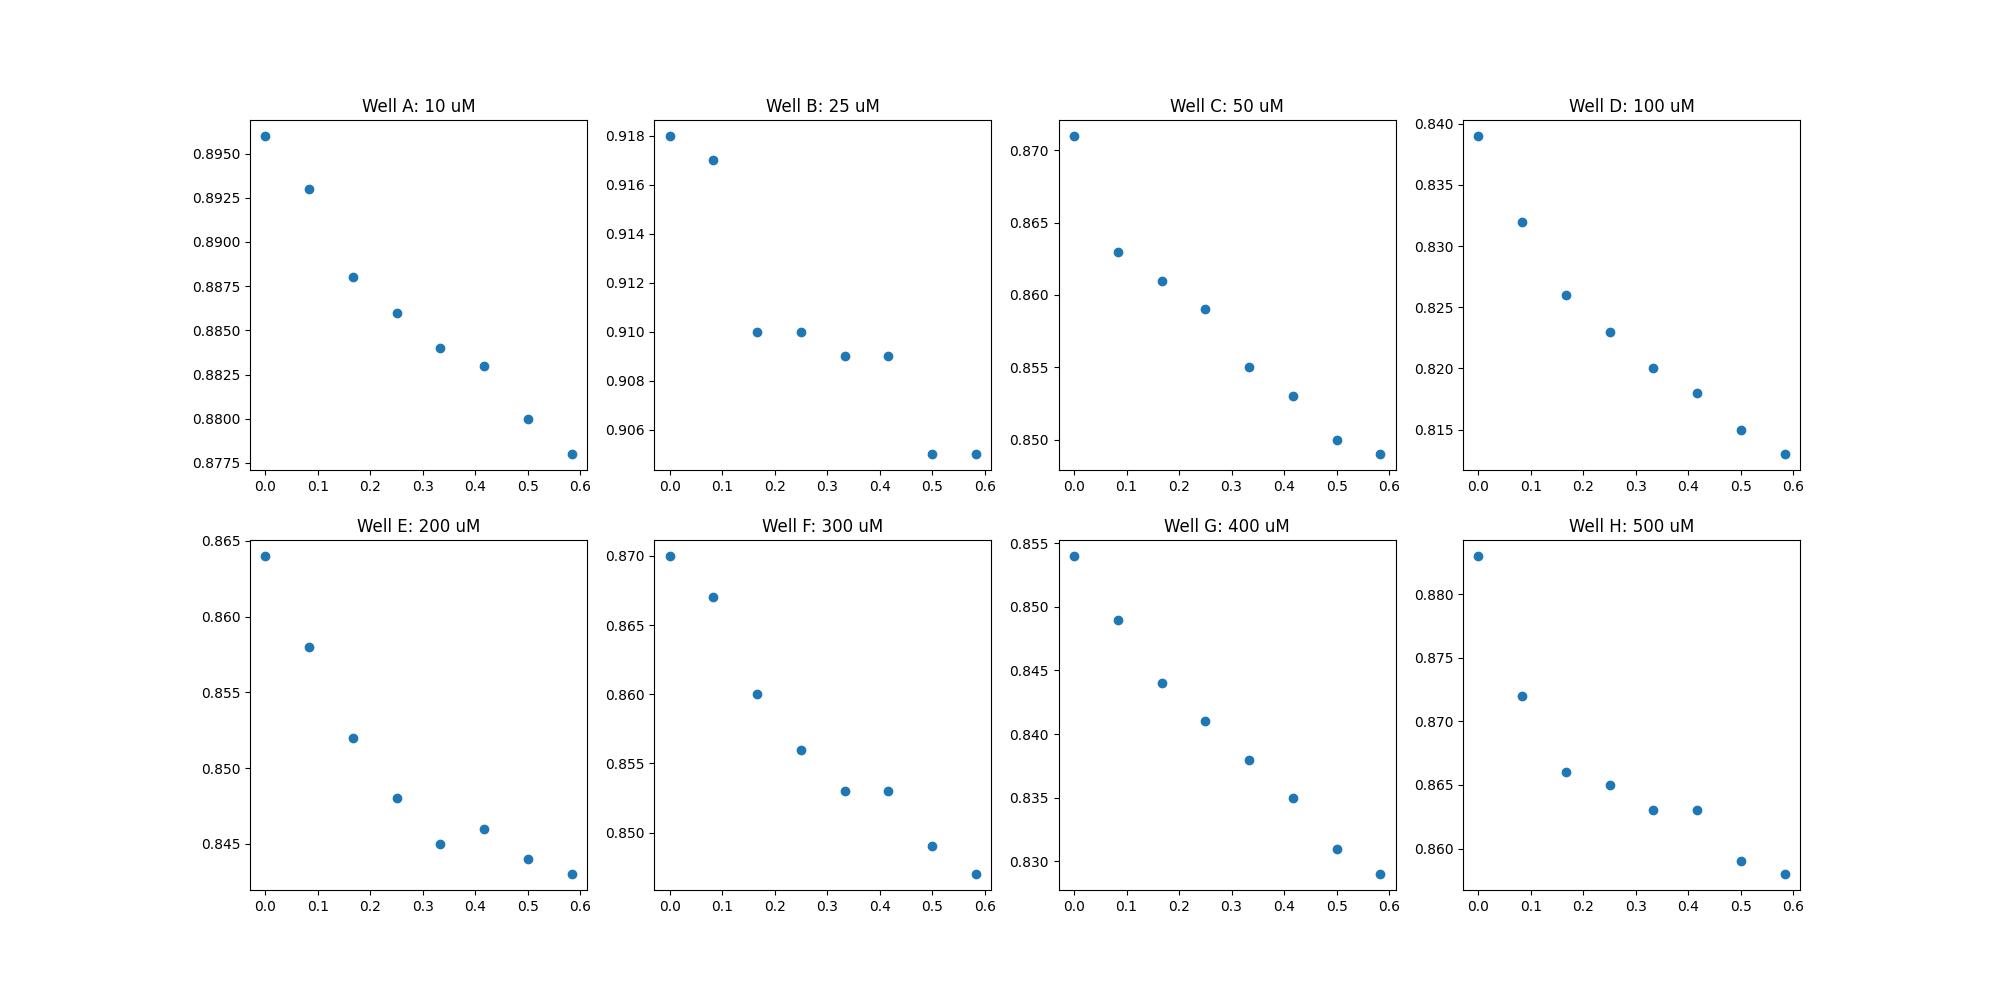 Well A: 10 uM
0.8950
0.8925
0.8900
0.8875
0.8850
0.8825
0.8800
0.8775
0.0 0.1 0.2 0.3 0.4 0.5 0.6
Well B: 25 uM
0.918
0.916
0.914
0.912
0.910
0.908
0.906
0.0 0.1 0.2 0.3 0.4 0.5 0.6
Well C: 50 uM
0.870
0.865
0.860
0.855
0.850
0.0 0.1 0.2 0.3 0.4 0.5 0.6
Well D: 100 uM
0.840
0.835
0.830
0.825
0.820
0.815
0.0 0.1 0.2 0.3 0.4 0.5 0.6
Well E: 200 uM
0.865
0.860
0.855
0.850
0.845
0.0 0.1 0.2 0.3 0.4 0.5 0.6
Well F: 300 uM
0.870
0.865
0.860
0.855
0.850
0.0 0.1 0.2 0.3 0.4 0.5 0.6
Well G: 400 uM
0.855
0.850
0.845
0.840
0.835
0.830
0.0 0.1 0.2 0.3 0.4 0.5 0.6
Well H: 500 uM
0.880
0.875
0.870
0.865
0.860
0.0 0.1 0.2 0.3 0.4 0.5 0.6